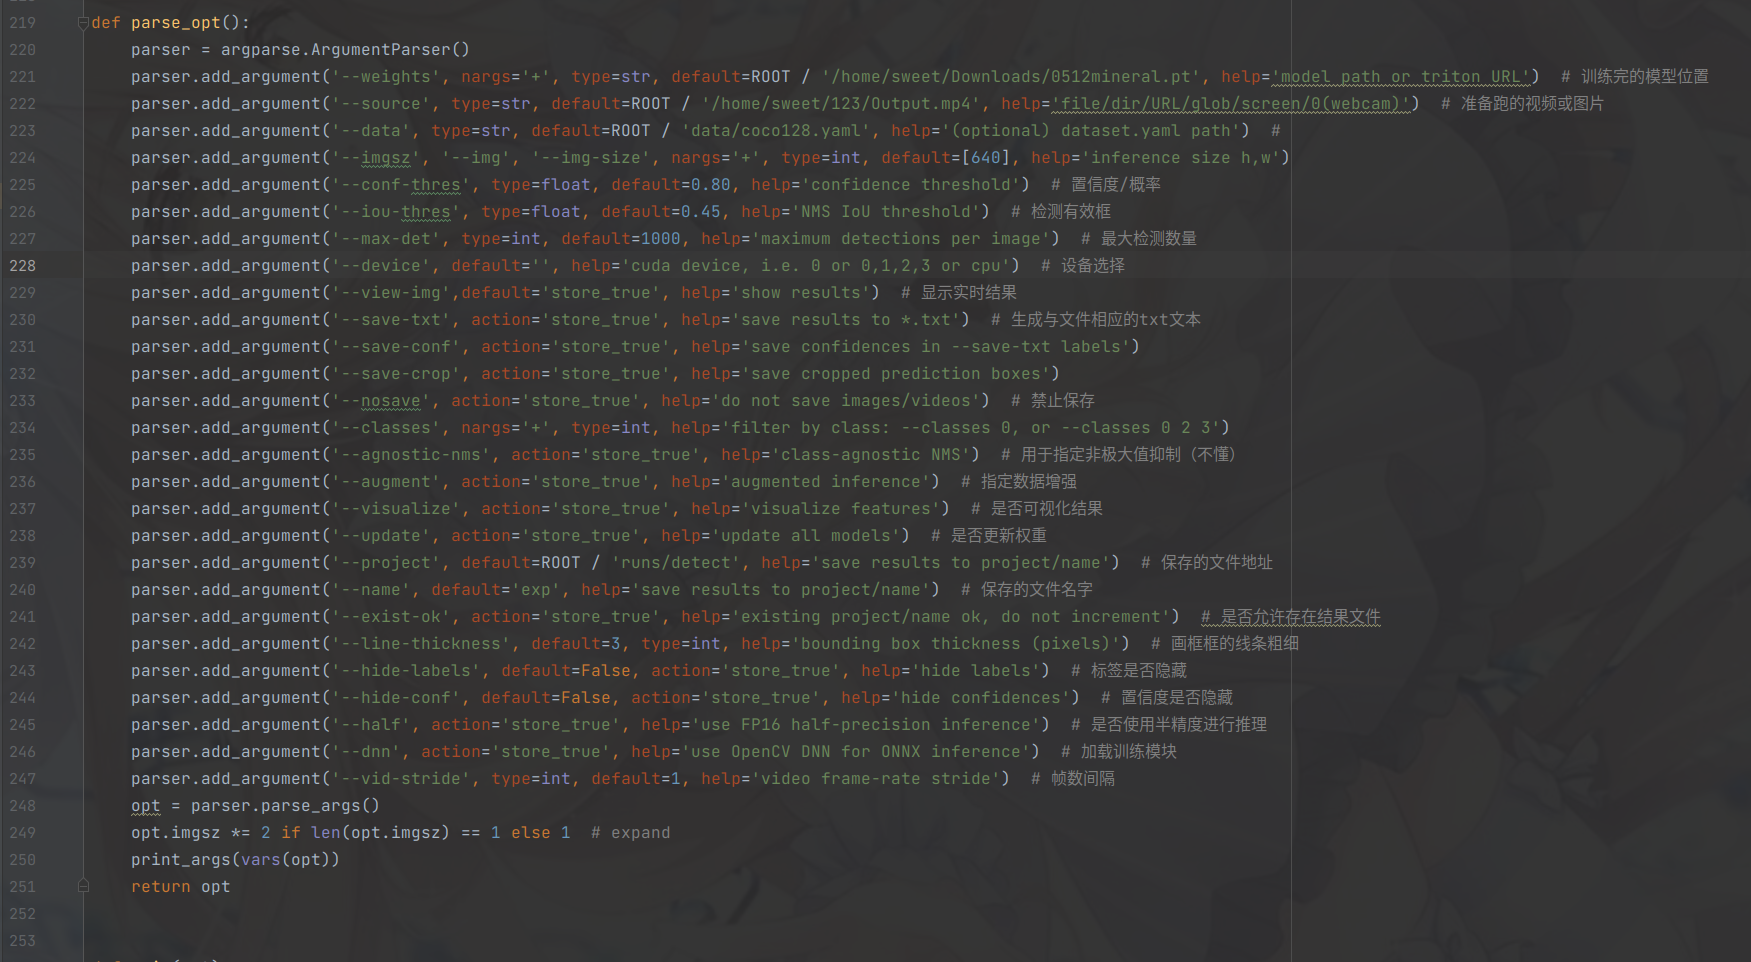 219 def parse_opt():
220 parser = argparse.ArgumentParser()
221 parser.add_argument('--weights', nargs='+', type=str, default=ROOT / '/home/sweet/Downloads/0512mineral.pt', help='model path or triton URL')  # 训练完的模型位置
222 parser.add_argument('--source', type=str, default=ROOT / '/home/sweet/123/Output.mp4', help='file/dir/URL/glob/screen/0(webcam)')  # 准备跑的视频或图片
223 parser.add_argument('--data', type=str, default=ROOT / 'data/coco128.yaml', help='(optional) dataset.yaml path')  #
224 parser.add_argument('--imgsz', '--img', '--img-size', nargs='+', type=int, default=[640], help='inference size h,w')
225 parser.add_argument('--conf-thres', type=float, default=0.80, help='confidence threshold')  # 置信度/概率
226 parser.add_argument('--iou-thres', type=float, default=0.45, help='NMS IoU threshold')  # 检测有效框
227 parser.add_argument('--max-det', type=int, default=1000, help='maximum detections per image')  # 最大检测数量
228 parser.add_argument('--device', default='', help='cuda device, i.e. 0 or 0,1,2,3 or cpu')  # 设备选择
229 parser.add_argument('--view-img',default='store_true', help='show results')  # 显示实时结果
230 parser.add_argument('--save-txt', action='store_true', help='save results to *.txt')  # 生成与文件相应的txt文本
231 parser.add_argument('--save-conf', action='store_true', help='save confidences in --save-txt labels')
232 parser.add_argument('--save-crop', action='store_true', help='save cropped prediction boxes')
233 parser.add_argument('--nosave', action='store_true', help='do not save images/videos')  # 禁止保存
234 parser.add_argument('--classes', nargs='+', type=int, help='filter by class: --classes 0, or --classes 0 2 3')
235 parser.add_argument('--agnostic-nms', action='store_true', help='class-agnostic NMS')  # 用于指定非极大值抑制（不懂）
236 parser.add_argument('--augment', action='store_true', help='augmented inference')  # 指定数据增强
237 parser.add_argument('--visualize', action='store_true', help='visualize features')  # 是否可视化结果
238 parser.add_argument('--update', action='store_true', help='update all models')  # 是否更新权重
239 parser.add_argument('--project', default=ROOT / 'runs/detect', help='save results to project/name')  # 保存的文件地址
240 parser.add_argument('--name', default='exp', help='save results to project/name')  # 保存的文件名字
241 parser.add_argument('--exist-ok', action='store_true', help='existing project/name ok, do not increment')  # 是否允许存在结果文件
242 parser.add_argument('--line-thickness', default=3, type=int, help='bounding box thickness (pixels)')  # 画框框的线条粗细
243 parser.add_argument('--hide-labels', default=False, action='store_true', help='hide labels')  # 标签是否隐藏
244 parser.add_argument('--hide-conf', default=False, action='store_true', help='hide confidences')  # 置信度是否隐藏
245 parser.add_argument('--half', action='store_true', help='use FP16 half-precision inference')  # 是否使用半精度进行推理
246 parser.add_argument('--dnn', action='store_true', help='use OpenCV DNN for ONNX inference')  # 加载训练模块
247 parser.add_argument('--vid-stride', type=int, default=1, help='video frame-rate stride')  # 帧数间隔
248 opt = parser.parse_args()
249 opt.imgsz *= 2 if len(opt.imgsz) == 1 else 1  # expand
250 print_args(vars(opt))
251 return opt
252
253